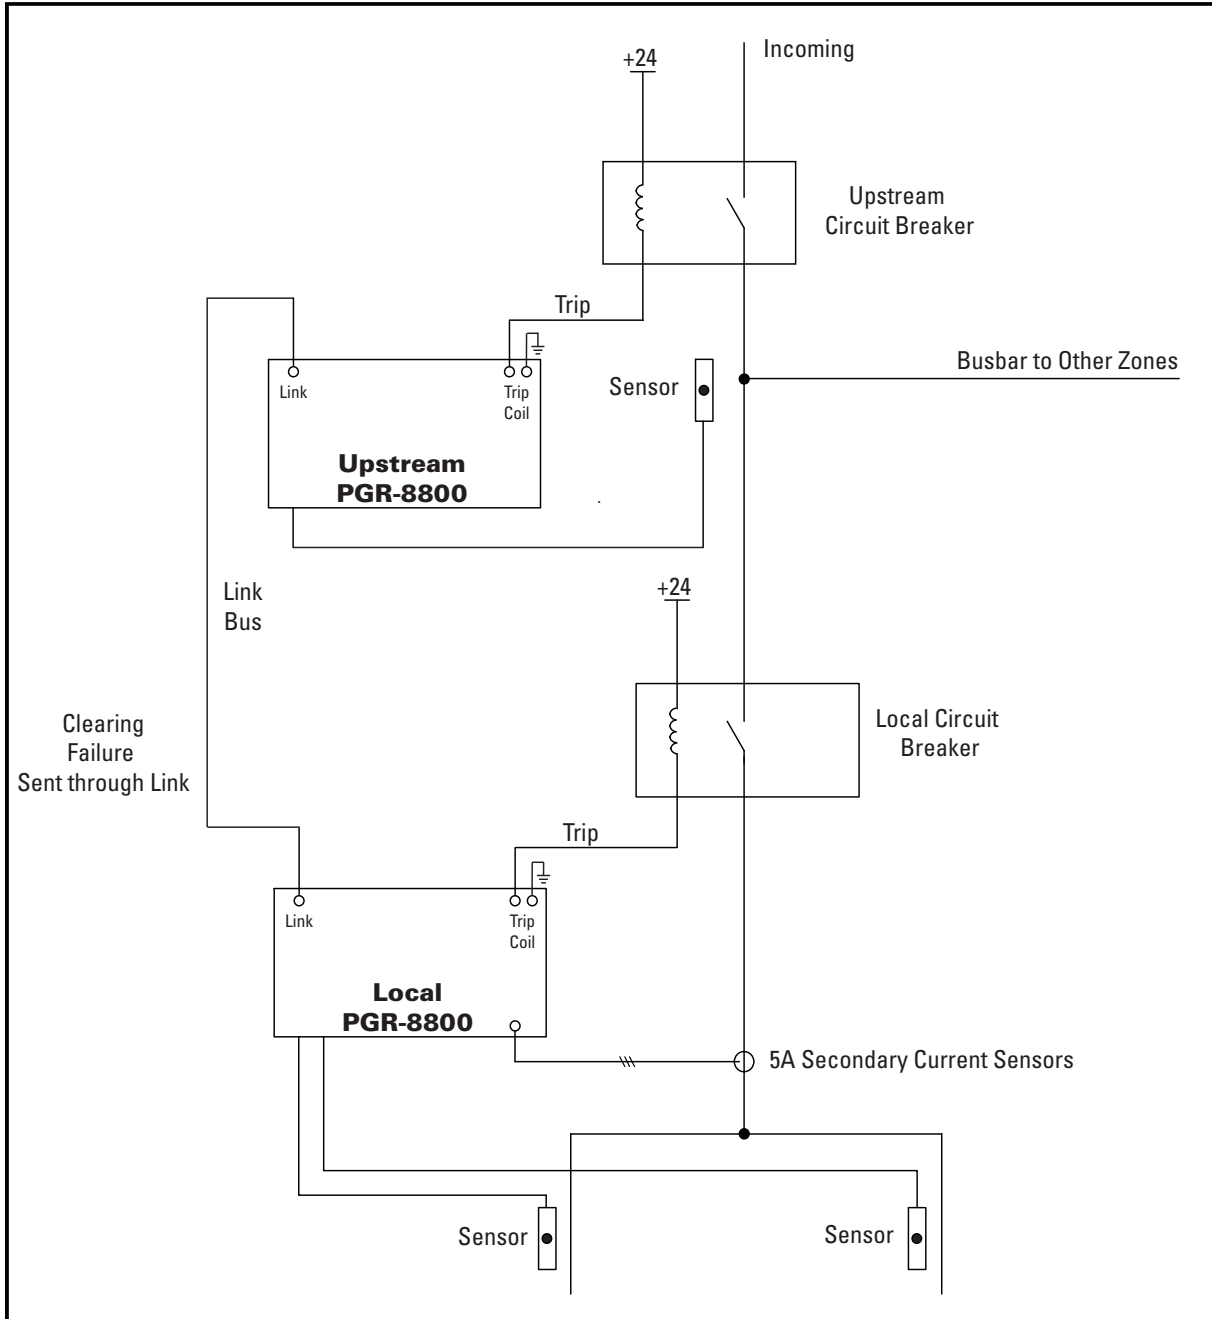 +24
Incoming
Upstream
Circuit Breaker
Trip
Link
Trip
Coil
Sensor
Busbar to Other Zones
Upstream
PGR-8800
Link
Bus
+24
Clearing
Failure
Sent through Link
Local Circuit
Breaker
Trip
Link
Trip
Coil
Local
PGR-8800
5A Secondary Current Sensors
Sensor
Sensor